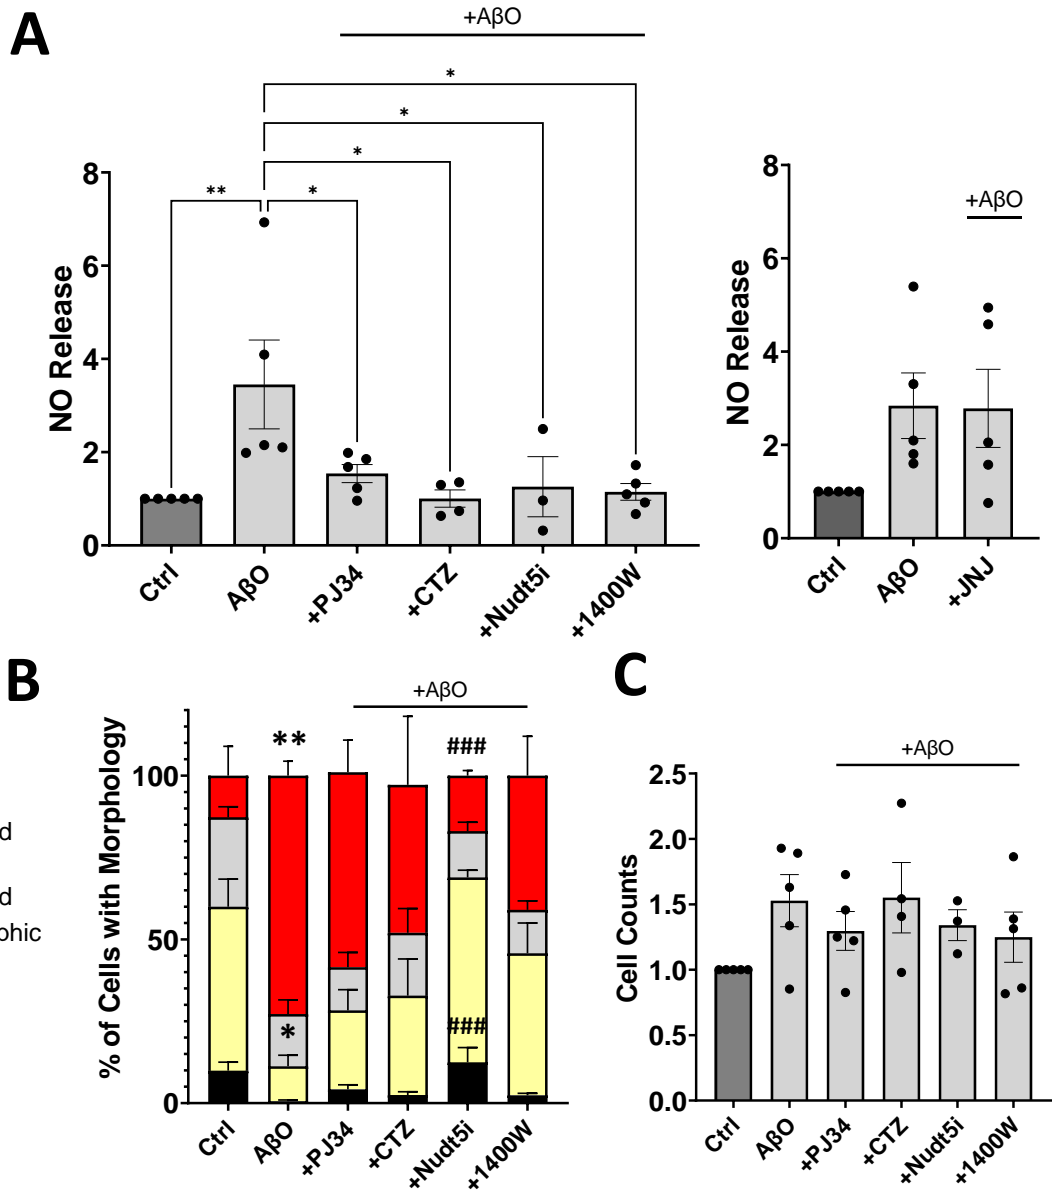 A
+AβO
*
*
*
** *
8
6
4
2
0
NO Release
Ctrl
AβO
+PJ34
+CTZ
+Nudt5i
+1400W
+AβO
8
6
4
2
0
NO Release
Ctrl
AβO
+JNJ
B
+AβO
** ###
100
50
0
% of Cells with Morphology
* ###
d
d
phic
Ctrl
AβO
+PJ34
+CTZ
+Nudt5i
+1400W
C
+AβO
2.5
2.0
1.5
1.0
0.5
0.0
Cell Counts
Ctrl
AβO
+PJ34
+CTZ
+Nudt5i
+1400W